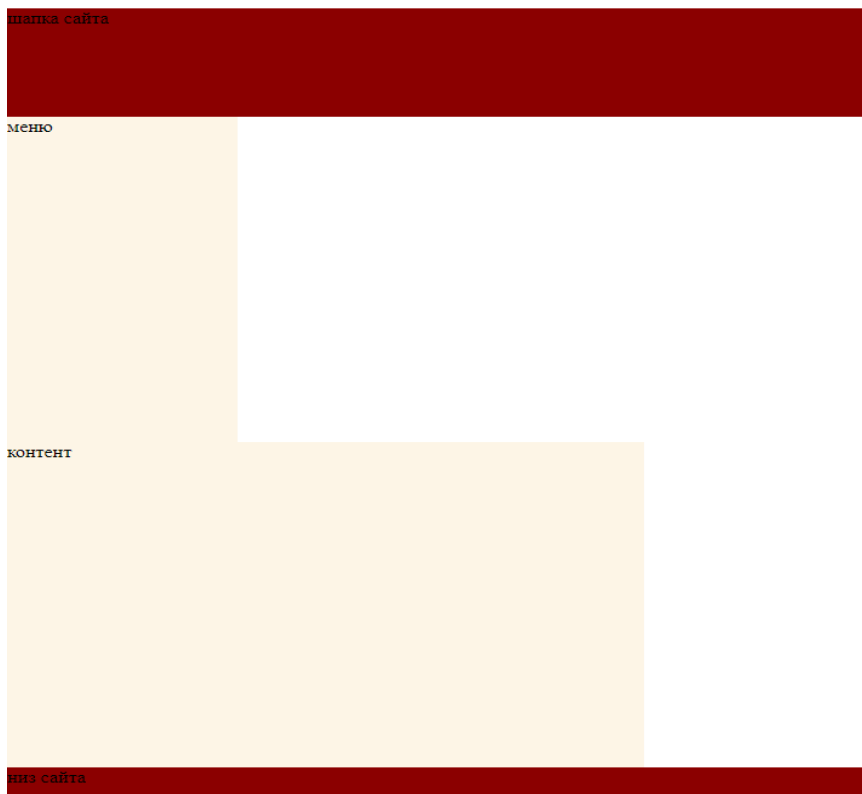 шапка сайта
меню
контент
низ сайта